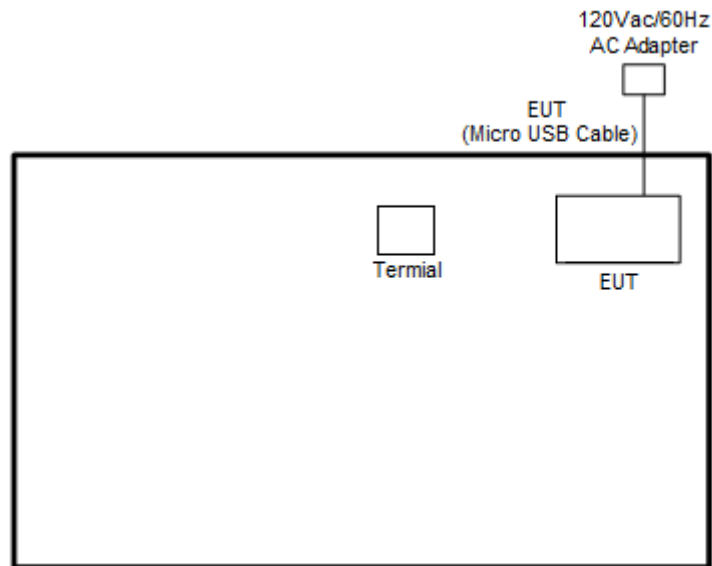 120Vac/60Hz
AC Adapter
EUT
(Micro USB Cable)
Termial
EUT